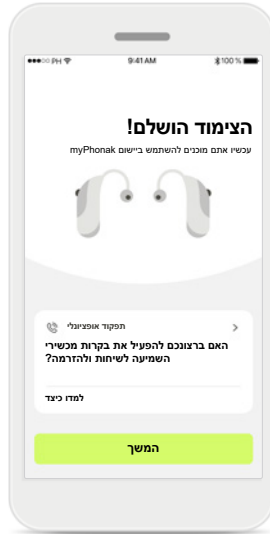 ●●●○○ PH 9:41 AM 100 %
הצימוד הושלם!
עכשיו אתם מוכנים להשתמש ביישום myPhonak
תפקוד אופציונלי
האם ברצונכם להפעיל את בקרות מכשירי
השמיעה לשיחות ולהזרמה?
למדו כיצד
המשך